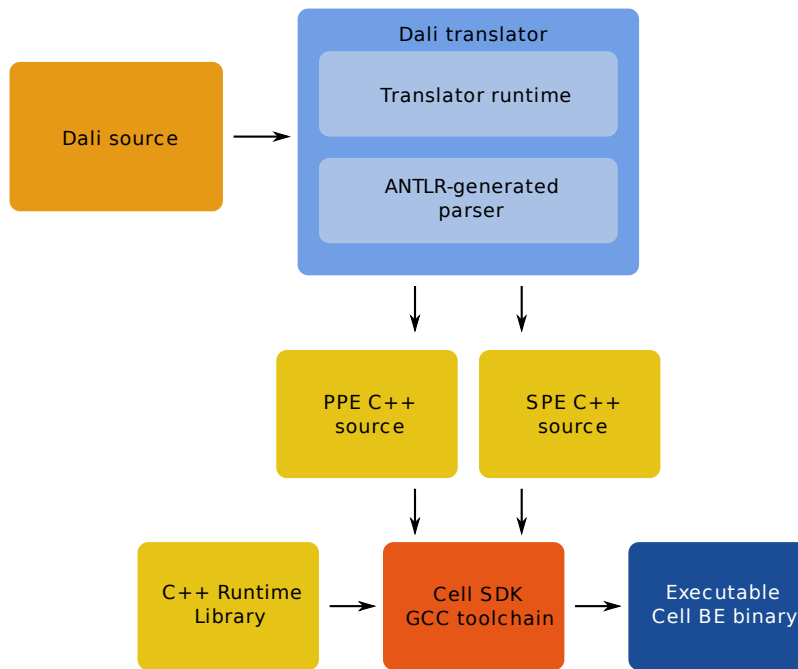 Dali translator
Translator runtime
Dali source
ANTLR-generated
parser
PPE C++
source
SPE C++
source
C++ Runtime
Library
Cell SDK
GCC toolchain
Executable
Cell BE binary